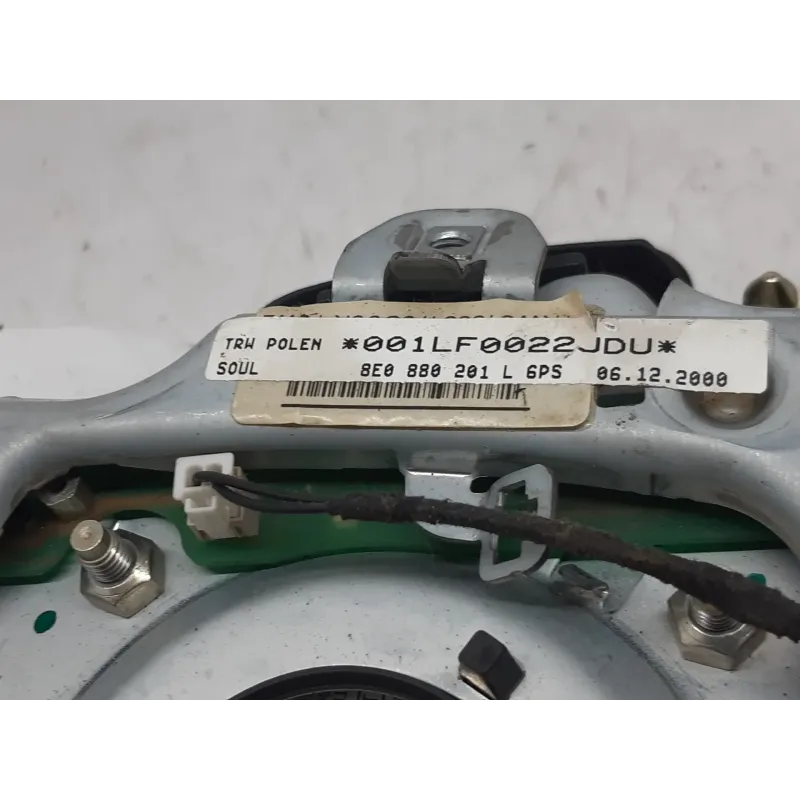 TRW POLEN *001LF0022JDU*
SOUL 8E0 880 201 L 6PS 06.12.2000